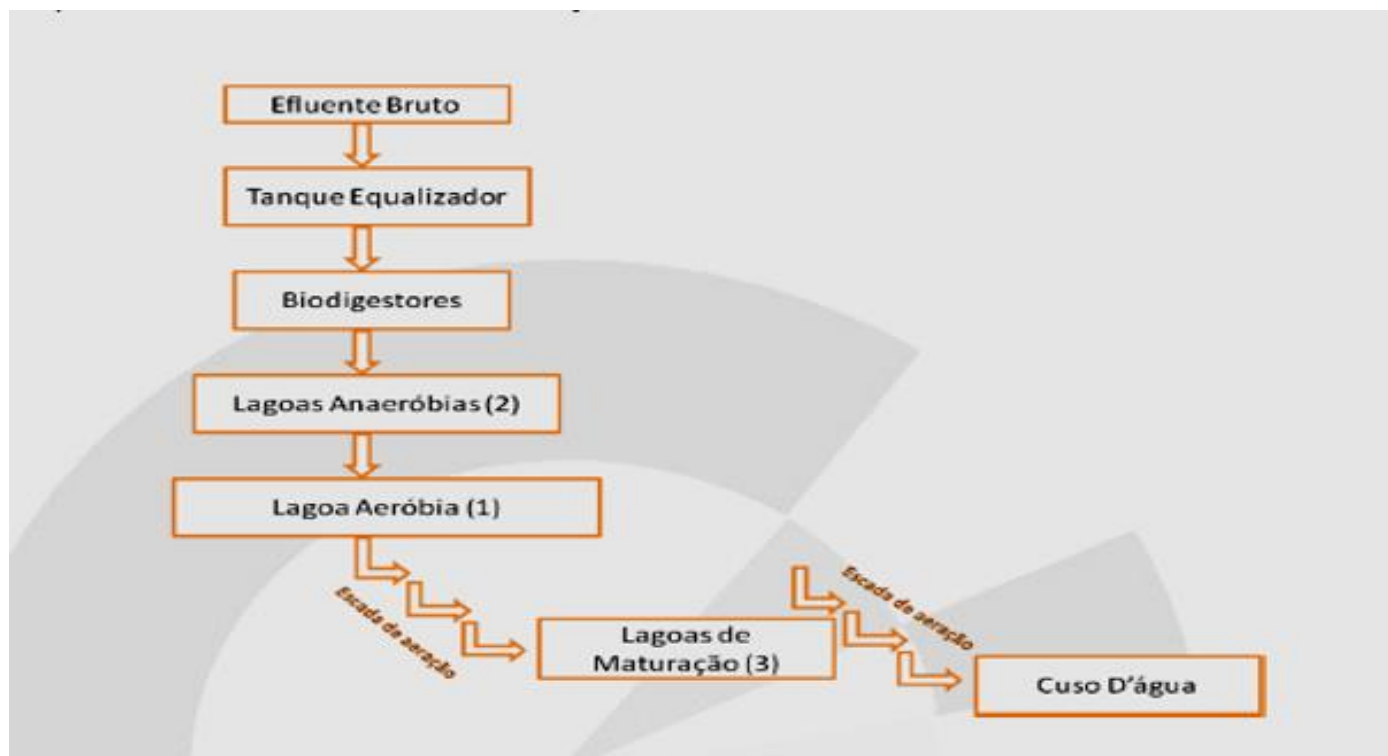 Efluente Bruto
Tanque Equalizador
Biodigestores
Lagoas Anaeróbias (2)
Lagoa Aeróbia (1)
Escada de aeração
Lagoas de
Maturação (3)
Escada de aeração
Cuso D'água